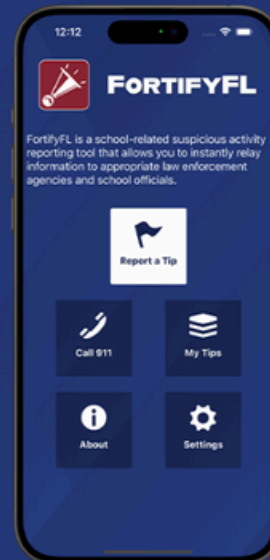 12:12
FORTIFYFL
FortifyFL is a school-related suspicious activity
reporting tool that allows you to instantly relay
information to appropriate law enforcement
agencies and school officials.
Report a Tip
Call 911
My Tips
About
Settings